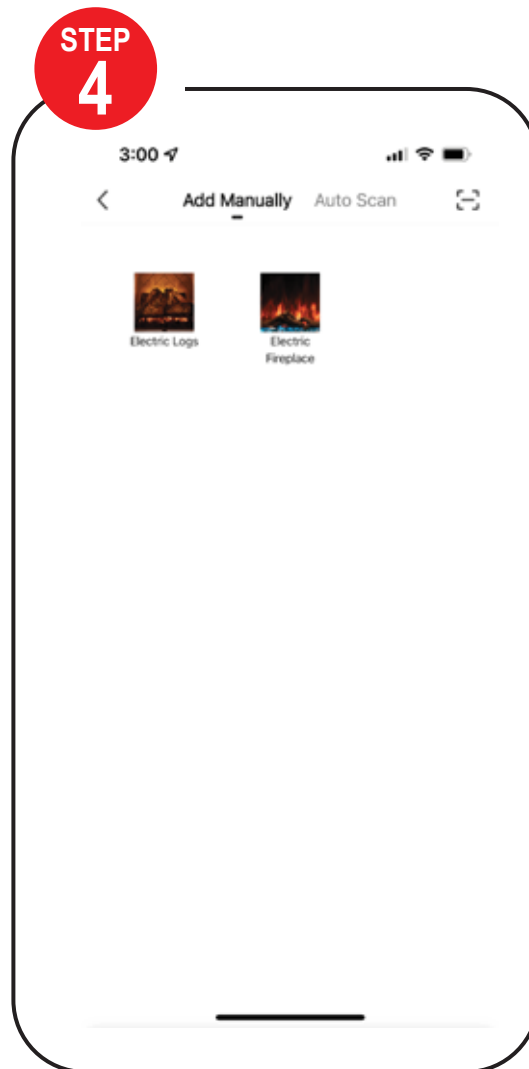 STEP
4
3:00
Add Manually Auto Scan
Electric Logs Electric
Fireplace